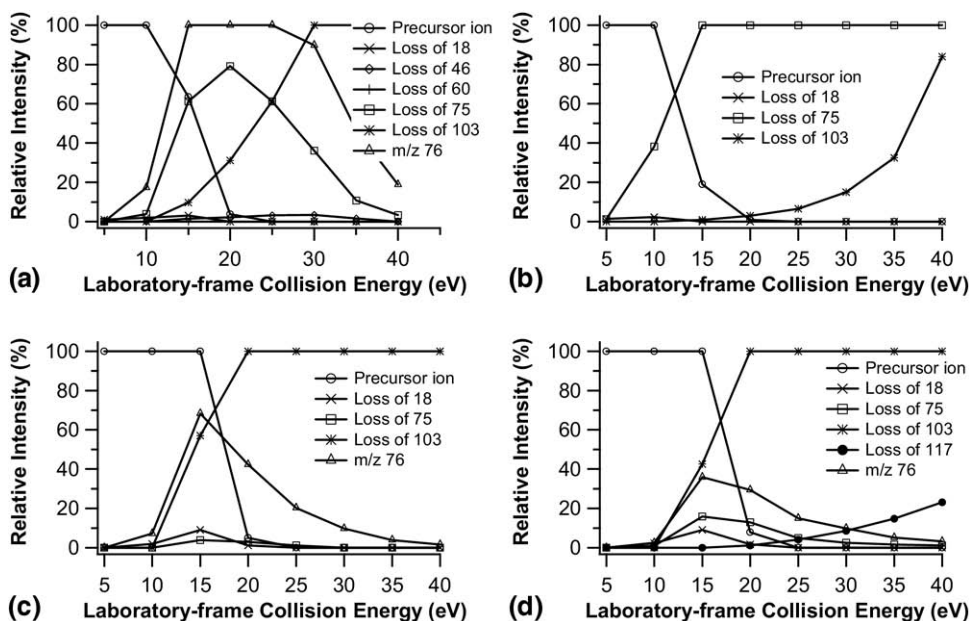 Relative Intensity (%)
100
80
60
40
20
0
Precursor ion
Loss of 18
Loss of 46
Loss of 60
Loss of 75
Loss of 103
m/z 76
10
20
30
40
(a)
Laboratory-frame Collision Energy (eV)
Relative Intensity (%)
100
80
60
40
20
0
Precursor ion
Loss of 18
Loss of 75
Loss of 103
5 10 15 20 25 30 35 40
(b)
Laboratory-frame Collision Energy (eV)
Relative Intensity (%)
100
80
60
40
20
0
Precursor ion
Loss of 18
Loss of 75
Loss of 103
m/z 76
5 10 15 20 25 30 35 40
(c)
Laboratory-frame Collision Energy (eV)
Relative Intensity (%)
100
80
60
40
20
0
Precursor ion
Loss of 18
Loss of 75
Loss of 103
Loss of 117
m/z 76
5 10 15 20 25 30 35 40
(d)
Laboratory-frame Collision Energy (eV)